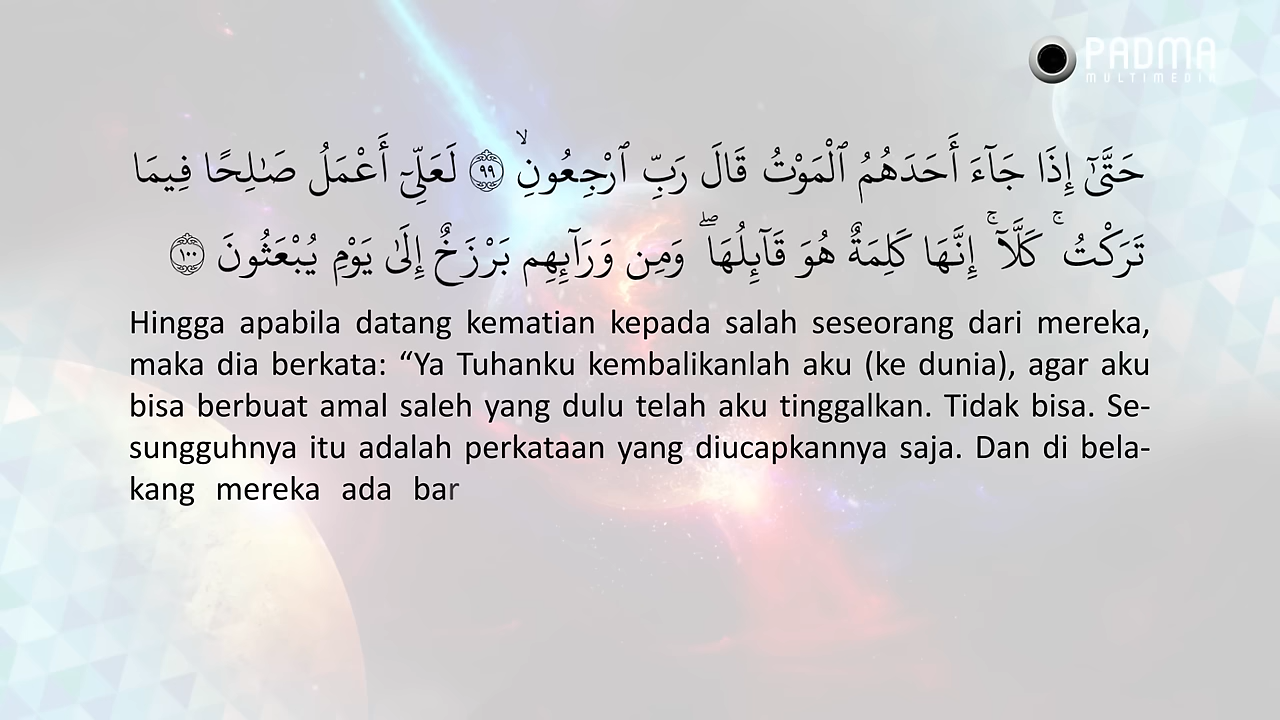 PADMA
MULTIMEDIA
حَتَّىٰٓ إِذَا جَآءَ أَحَدَهُمُ ٱلْمَوْتُ قَالَ رَبِّ ٱرْجِعُونِ ۙ ٩٩ لَعَلِّىٓ أَعْمَلُ صَـٰلِحًا فِيمَا
تَرَكْتُ ۚ كَلَّآ ۚ إِنَّهَا كَلِمَةٌ هُوَ قَآئِلُهَا ۖ وَمِن وَرَآئِهِم بَرْزَخٌ إِلَىٰ يَوْمِ يُبْعَثُونَ ١٠٠
Hingga apabila datang kematian kepada salah seseorang dari mereka,
maka dia berkata: “Ya Tuhanku kembalikanlah aku (ke dunia), agar aku
bisa berbuat amal saleh yang dulu telah aku tinggalkan. Tidak bisa. Se-
sungguhnya itu adalah perkataan yang diucapkannya saja. Dan di bela-
kang mereka ada bar